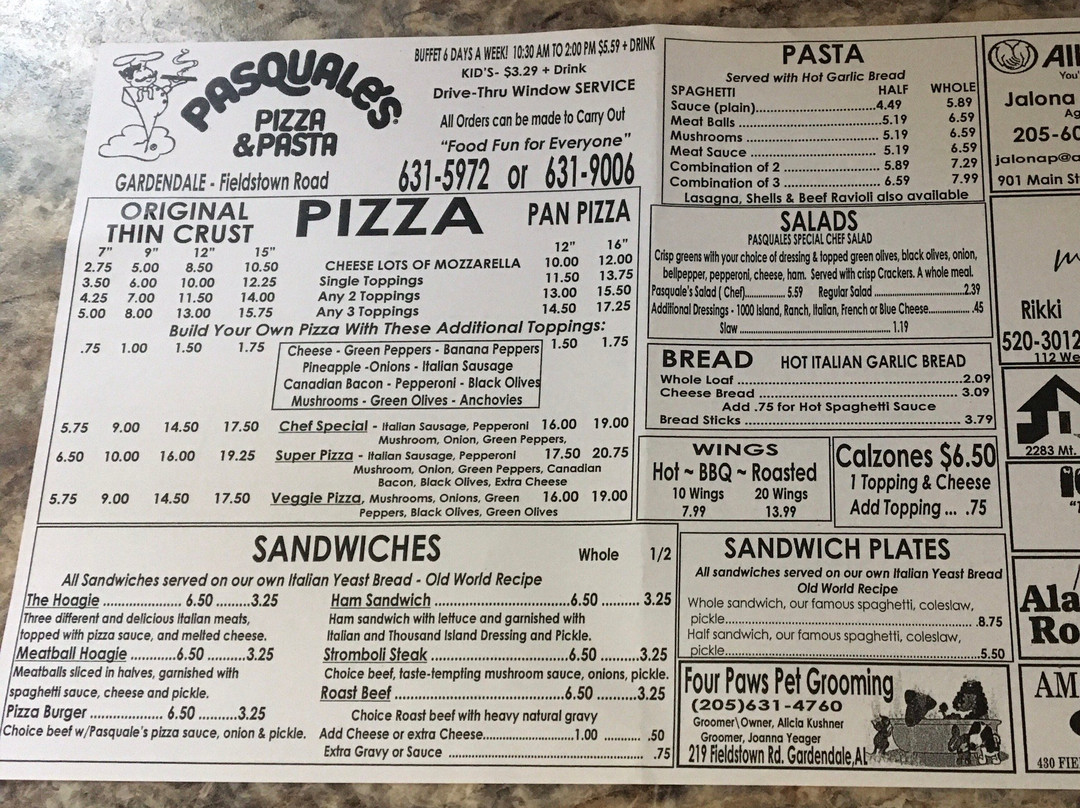 PASQUALE'S
PIZZA
& PASTA
BUFFET 6 DAYS A WEEK! 10:30 AM TO 2:00 PM $5.59 + DRINK
KID'S- $3.29 + Drink
Drive-Thru Window SERVICE
All Orders can be made to Carry Out
"Food Fun for Everyone"
GARDENDALE - Fieldstown Road
631-5972 or 631-9006
ORIGINAL
THIN CRUST
PIZZA
PAN PIZZA
7" 9" 12" 15" 12" 16"
2.75 5.00 8.50 10.50 CHEESE LOTS OF MOZZARELLA 10.00 12.00
3.50 6.00 10.00 12.25 Single Toppings 11.50 13.75
4.25 7.00 11.50 14.00 Any 2 Toppings 13.00 15.50
5.00 8.00 13.00 15.75 Any 3 Toppings 14.50 17.25
Build Your Own Pizza With These Additional Toppings:
.75 1.00 1.50 1.75 Cheese - Green Peppers - Banana Peppers 1.50 1.75
Pineapple -Onions - Italian Sausage
Canadian Bacon - Pepperoni - Black Olives
Mushrooms - Green Olives - Anchovies
5.75 9.00 14.50 17.50 Chef Special - Italian Sausage, Pepperoni 16.00 19.00
Mushroom, Onion, Green Peppers,
6.50 10.00 16.00 19.25 Super Pizza - Italian Sausage, Pepperoni 17.50 20.75
Mushroom, Onion, Green Peppers, Canadian
Bacon, Black Olives, Extra Cheese
5.75 9.00 14.50 17.50 Veggie Pizza, Mushrooms, Onions, Green 16.00 19.00
Peppers, Black Olives, Green Olives
SANDWICHES Whole 1/2
All Sandwiches served on our own Italian Yeast Bread - Old World Recipe
The Hoagie ........................ 6.50 ..........3.25
Three different and delicious Italian meats,
topped with pizza sauce, and melted cheese.
Meatball Hoagie ............6.50 ..........3.25
Meatballs sliced in halves, garnished with
spaghetti sauce, cheese and pickle.
Pizza Burger ................... 6.50 ..........3.25
Choice beef w/Pasquale's pizza sauce, onion & pickle.
Ham Sandwich ....................................6.50 .......... 3.25
Ham sandwich with lettuce and garnished with
Italian and Thousand Island Dressing and Pickle.
Stromboli Steak ...................................6.50 ..........3.25
Choice beef, taste-tempting mushroom sauce, onions, pickle.
Roast Beef ............................................6.50 ..........3.25
Choice Roast beef with heavy natural gravy
Add Cheese or extra Cheese.......................1.00 .......... .50
Extra Gravy or Sauce ........................................................ .75
PASTA
Served with Hot Garlic Bread
SPAGHETTI HALF WHOLE
Sauce (plain)..............................4.49 5.89
Meat Balls ...................................5.19 6.59
Mushrooms .................................. 5.19 6.59
Meat Sauce ................................. 5.19 6.59
Combination of 2 ........................ 5.89 7.29
Combination of 3 ........................ 6.59 7.99
Lasagna, Shells & Beef Ravioli also available
SALADS
PASQUALES SPECIAL CHEF SALAD
Crisp greens with your choice of dressing & topped green olives, black olives, onion,
bellpepper, pepperoni, cheese, ham. Served with crisp Crackers. A whole meal.
Pasquale's Salad ( Chef)................. 5.59 Regular Salad ............................2.39
Additional Dressings - 1000 Island, Ranch, Italian, French or Blue Cheese................ .45
Slaw ............................................ 1.19
BREAD HOT ITALIAN GARLIC BREAD
Whole Loaf ............................................................2.09
Cheese Bread ........................................................ 3.09
Add .75 for Hot Spaghetti Sauce
Bread Sticks ........................................................... 3.79
WINGS
Hot ~ BBQ ~ Roasted
10 Wings 20 Wings
7.99 13.99
Calzones $6.50
1 Topping & Cheese
Add Topping ... .75
SANDWICH PLATES
All sandwiches served on our own Italian Yeast Bread
Old World Recipe
Whole sandwich, our famous spaghetti, coleslaw,
pickle....................................................................8.75
Half sandwich, our famous spaghetti, coleslaw,
pickle....................................................................5.50
Four Paws Pet Grooming
(205)631-4760
Groomer\Owner, Alicia Kushner
Groomer, Joanna Yeager
219 Fieldstown Rd. Gardendale,AL
All
You'
Jalona
Ag
205-60
jalonap@a
901 Main St
Rikki
520-3012
112 We
2283 Mt.
Ala
Ro
AM
430 FIE